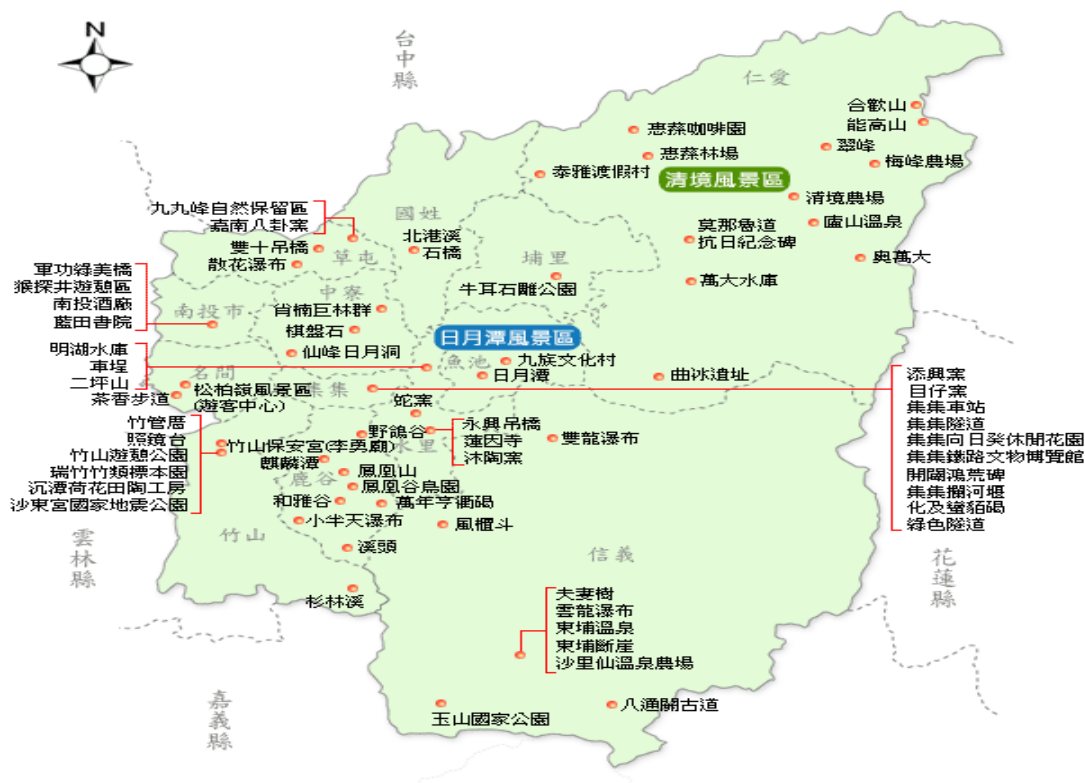 N
台中縣
仁愛
合歡山
能高山
惠蓀咖啡園
翠峰
惠蓀林場
梅峰農場
泰雅渡假村
清境風景區
清境農場
九九峰自然保留區
嘉南八卦窯
國姓
莫那魯道
抗日紀念碑
廬山溫泉
北港溪
石橋
雙十吊橋
草屯
埔里
奧萬大
散花瀑布
軍功綠美橋
猴探井遊憩區
南投酒廠
藍田書院
中寮
牛耳石雕公園
萬大水庫
南投市
肖楠巨林群
棋盤石
日月潭風景區
明湖水庫
車埕
二坪山
仙峰日月洞
魚池
九族文化村
名間
日月潭
曲冰遺址
松柏嶺風景區
(遊客中心)
集集
茶香步道
蛇窯
添興窯
目仔窯
集集車站
集集隧道
集集向日癸休閒花園
集集鐵路文物博覽館
開闢鴻荒碑
集集攔河堰
化及蠻貊碣
綠色隧道
竹管厝
照鏡台
竹山遊憩公園
瑞竹竹類標本園
沉潭荷花田陶工房
沙東宮國家地震公園
野鴿谷
永興吊橋
蓮因寺
沐陶窯
雙龍瀑布
竹山保安宮(李勇廟)
水里
麒麟潭
鳳凰山
鹿谷
鳳凰谷鳥園
和雅谷
萬年亨衢碣
小半天瀑布
風櫃斗
竹山
溪頭
信義
雲林縣
花蓮縣
杉林溪
夫妻樹
雲龍瀑布
東埔溫泉
東埔斷崖
沙里仙溫泉農場
嘉義縣
玉山國家公園
八通關古道